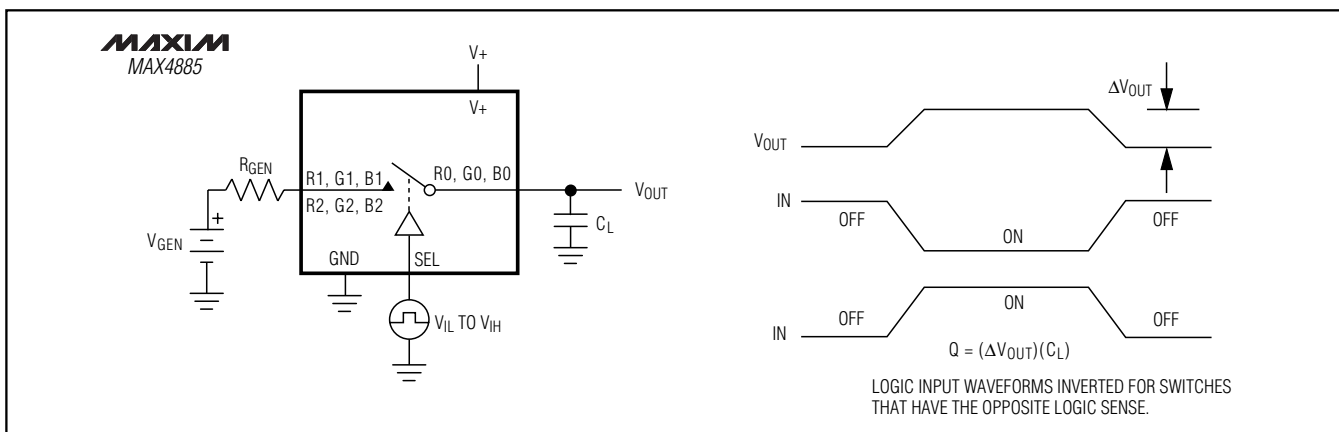 MAXIM
MAX4885
V+
V+
RGEN
R1, G1, B1
R0, G0, B0
R2, G2, B2
VOUT
+
VGEN
CL
GND
SEL
VIL TO VIH
ΔVOUT
VOUT
IN
OFF
ON
OFF
IN
OFF
ON
OFF
Q = (ΔVOUT)(CL)
LOGIC INPUT WAVEFORMS INVERTED FOR SWITCHES
THAT HAVE THE OPPOSITE LOGIC SENSE.